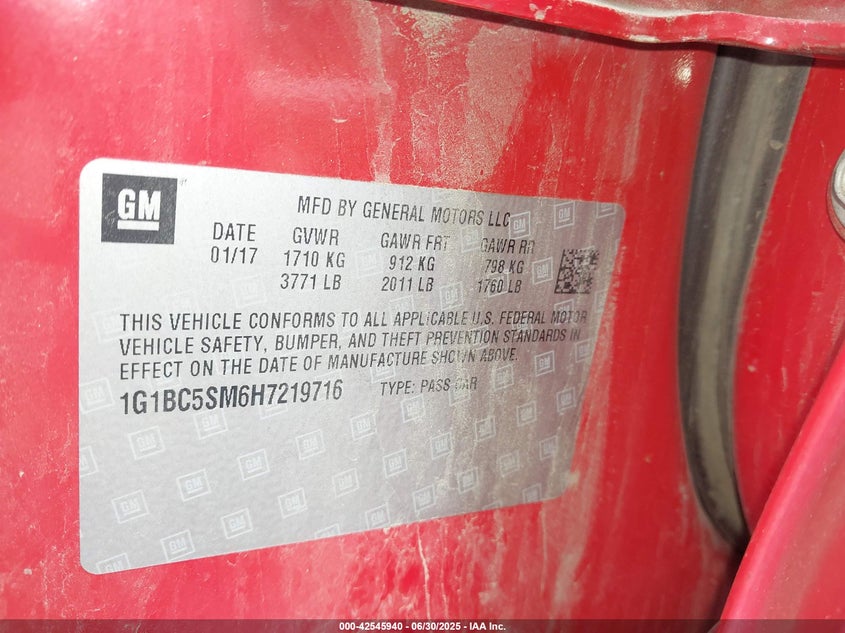 GM
MFD BY GENERAL MOTORS LLC
DATE GVWR GAWR FRT GAWR RR
01/17 1710 KG 912 KG 798 KG
3771 LB 2011 LB 1760 LB
THIS VEHICLE CONFORMS TO ALL APPLICABLE U.S. FEDERAL MOTOR
VEHICLE SAFETY, BUMPER, AND THEFT PREVENTION STANDARDS IN
EFFECT ON THE DATE OF MANUFACTURE SHOWN ABOVE.
1G1BC5SM6H7219716 TYPE: PASS CAR
000-42545940 - 06/30/2025 - IAA Inc.